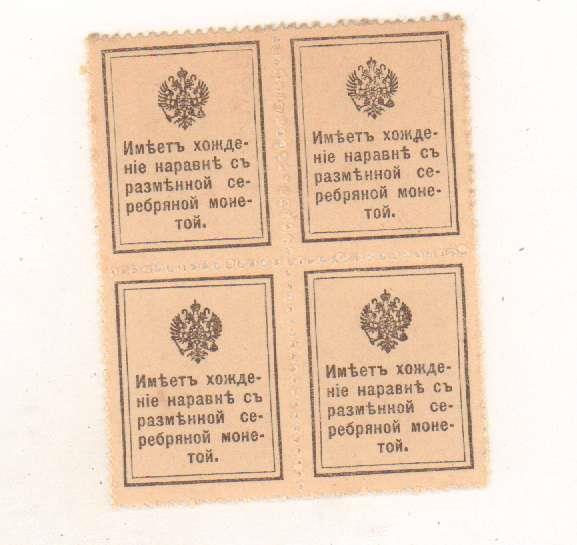 Имѣетъ хожде-
ніе наравнѣ съ
размѣнной се-
ребряной моне-
той.
Имѣетъ хожде-
ніе наравнѣ съ
размѣнной се-
ребряной моне-
той.
Имѣетъ хожде-
ніе наравнѣ съ
размѣнной се-
ребряной моне-
той.
Имѣетъ хожде-
ніе наравнѣ съ
размѣнной се-
ребряной моне-
той.